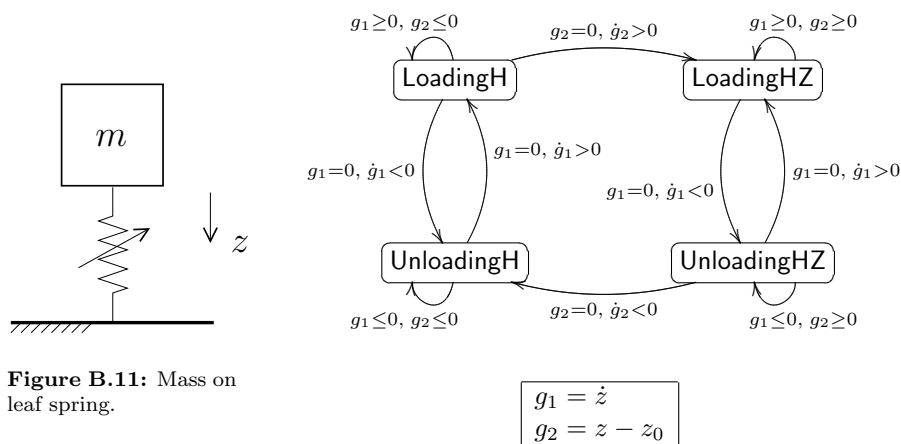 g₁≥0, g₂≤0
g₂=0, ġ₂>0
g₁≥0, g₂≥0
LoadingH
LoadingHZ
m
z
g₁=0, ġ₁<0
g₁=0, ġ₁>0
g₁=0, ġ₁<0
g₁=0, ġ₁>0
UnloadingH
UnloadingHZ
g₁≤0, g₂≤0
g₂=0, ġ₂<0
g₁≤0, g₂≥0
Figure B.11: Mass on
leaf spring.
g₁ = ż
g₂ = z − z₀